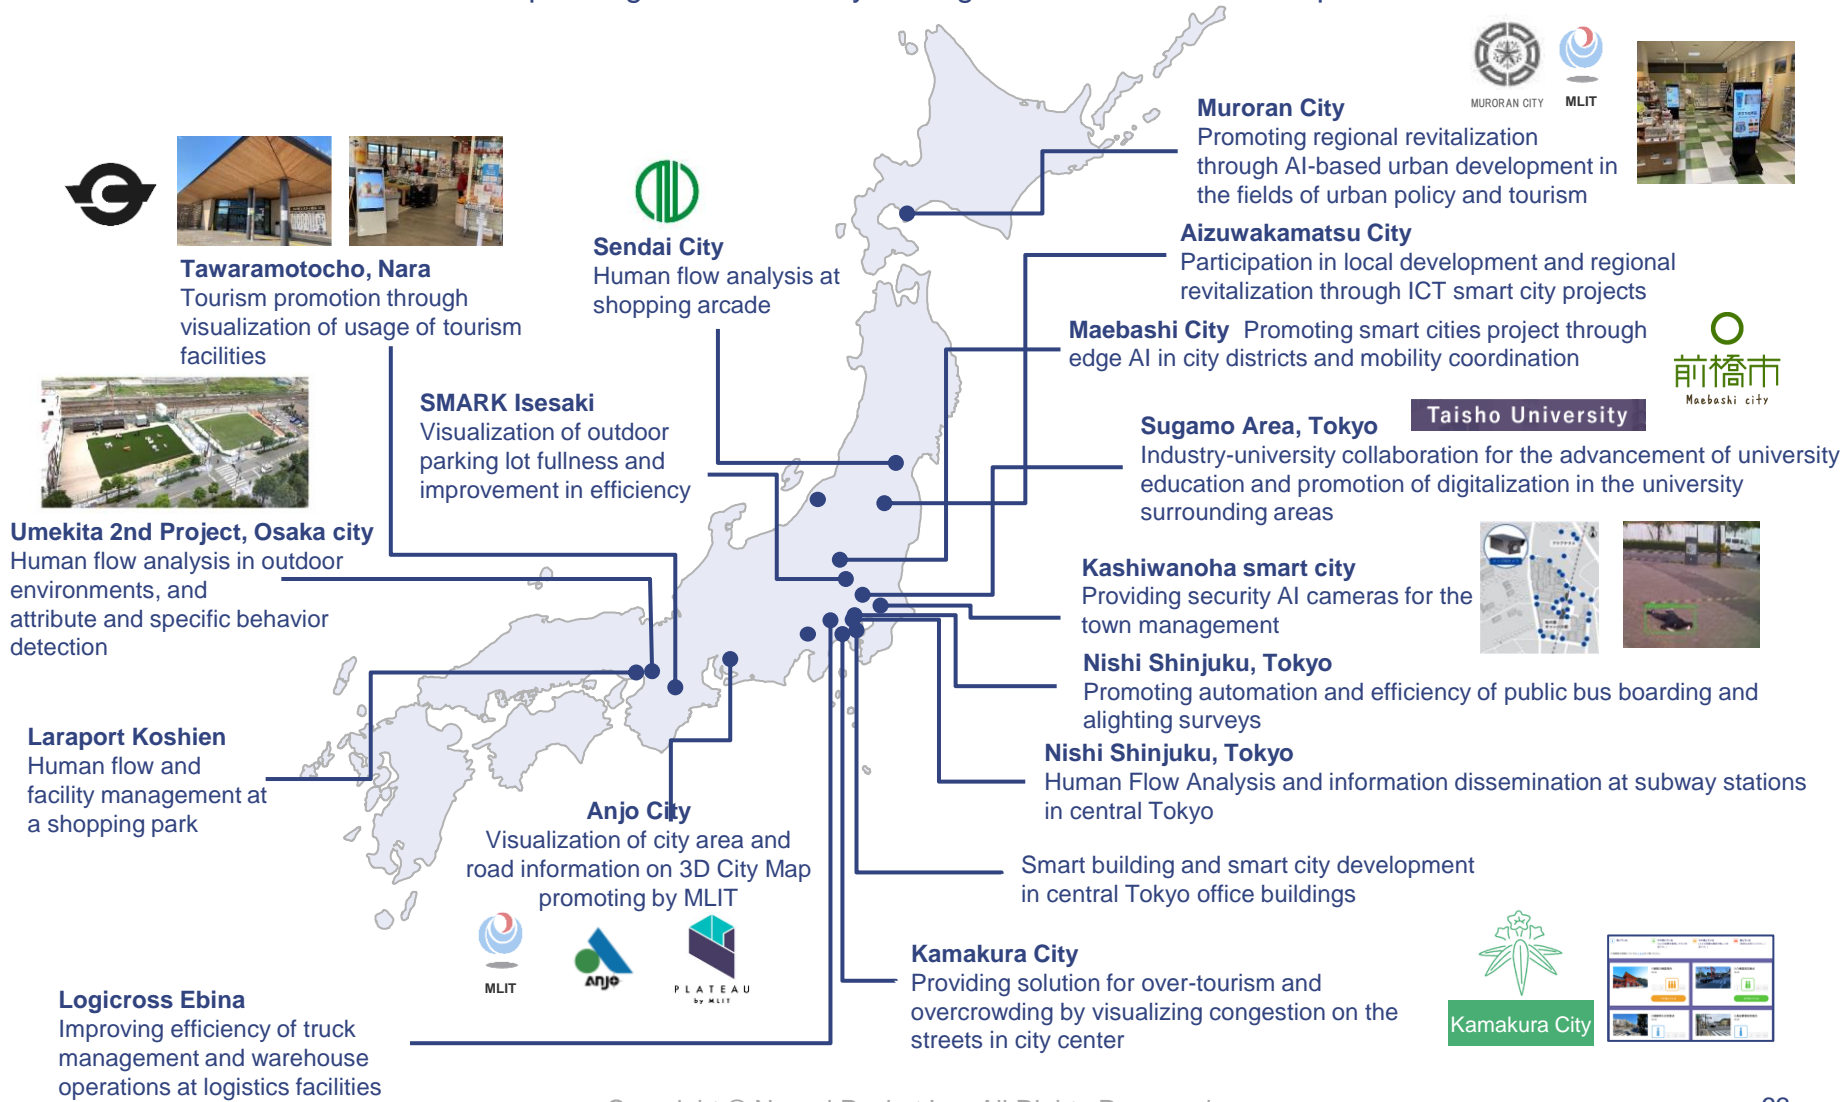 MURORAN CITY
MLIT
Muroran City
Promoting regional revitalization
through AI-based urban development in
the fields of urban policy and tourism
Sendai City
Human flow analysis at
shopping arcade
Aizuwakamatsu City
Participation in local development and regional
revitalization through ICT smart city projects
Tawaramotocho, Nara
Tourism promotion through
visualization of usage of tourism
facilities
Maebashi City Promoting smart cities project through
edge AI in city districts and mobility coordination
前橋市
Maebashi city
SMARK Isesaki
Visualization of outdoor
parking lot fullness and
improvement in efficiency
Taisho University
Sugamo Area, Tokyo
Industry-university collaboration for the advancement of university
education and promotion of digitalization in the university
surrounding areas
Umekita 2nd Project, Osaka city
Human flow analysis in outdoor
environments, and
attribute and specific behavior
detection
Kashiwanoha smart city
Providing security AI cameras for the
town management
Nishi Shinjuku, Tokyo
Promoting automation and efficiency of public bus boarding and
alighting surveys
Laraport Koshien
Human flow and
facility management at
a shopping park
Nishi Shinjuku, Tokyo
Human Flow Analysis and information dissemination at subway stations
in central Tokyo
Anjo City
Visualization of city area and
road information on 3D City Map
promoting by MLIT
MLIT
Anjo
PLATEAU
by MLIT
Smart building and smart city development
in central Tokyo office buildings
Kamakura City
Providing solution for over-tourism and
overcrowding by visualizing congestion on the
streets in city center
Kamakura City
Logicross Ebina
Improving efficiency of truck
management and warehouse
operations at logistics facilities